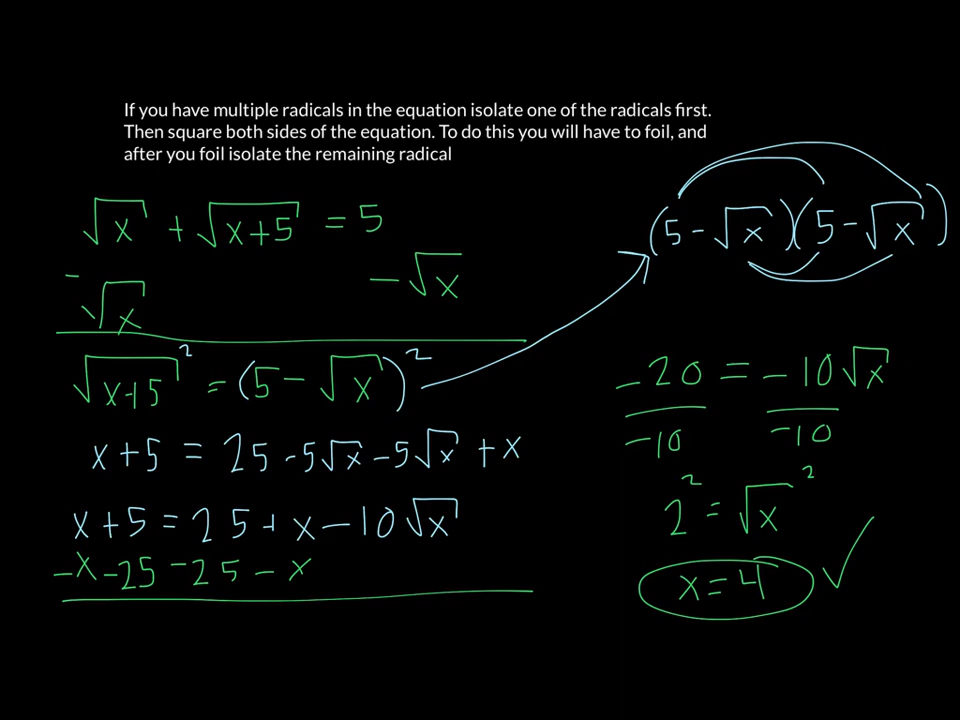 If you have multiple radicals in the equation isolate one of the radicals first.
Then square both sides of the equation. To do this you will have to foil, and
after you foil isolate the remaining radical
√x + √(x+5) = 5
-√x          -√x
√(x+5)² = (5 - √x)²
x + 5 = 25 - 5√x - 5√x + x
x + 5 = 25 + x - 10√x
-x - 25 -25 - x
(5 - √x)(5 - √x)
-20 = -10√x
-10   -10
2² = √x²
x = 4 ✓